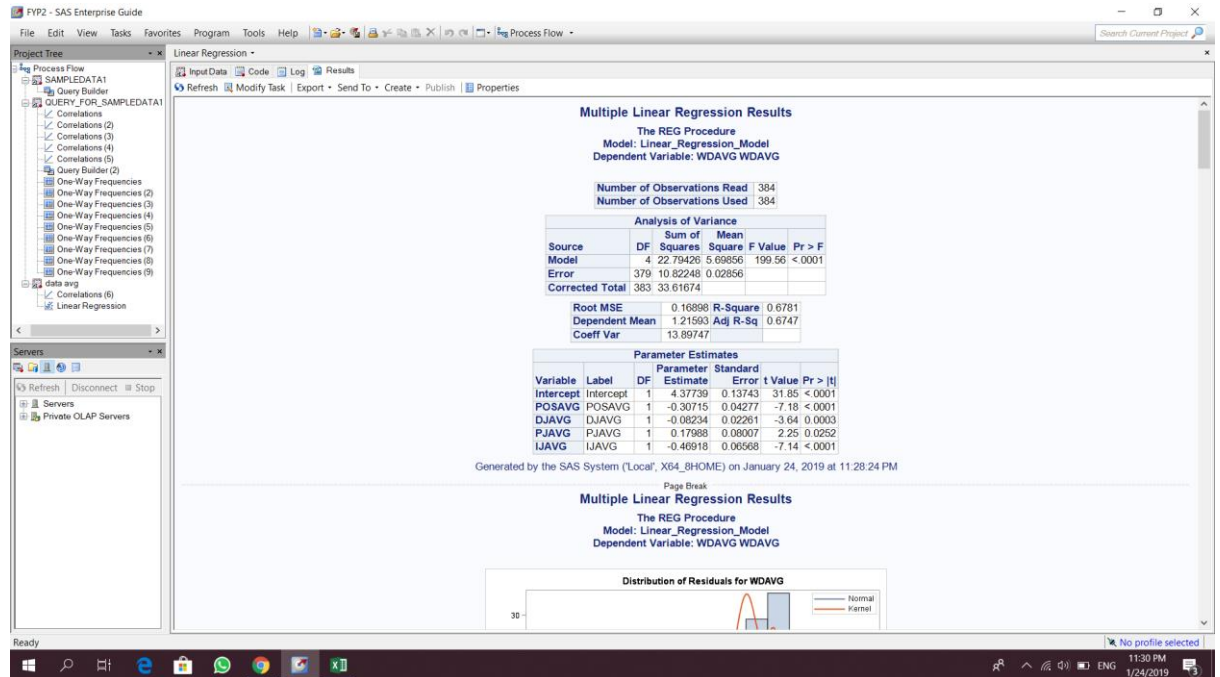 FYP2 - SAS Enterprise Guide
File Edit View Tasks Favorites Program Tools Help Process Flow
Search Current Project
Project Tree
Process Flow
SAMPLEDATA1
Query Builder
QUERY_FOR_SAMPLEDATA1
Correlations
Correlations (2)
Correlations (3)
Correlations (4)
Correlations (5)
Query Builder (2)
One-Way Frequencies
One-Way Frequencies (2)
One-Way Frequencies (3)
One-Way Frequencies (4)
One-Way Frequencies (5)
One-Way Frequencies (6)
One-Way Frequencies (7)
One-Way Frequencies (8)
One-Way Frequencies (9)
data avg
Correlations (6)
Linear Regression
Servers
Refresh Disconnect Stop
Servers
Private OLAP Servers
Linear Regression
Input Data Code Log Results
Refresh Modify Task Export Send To Create Publish Properties
Multiple Linear Regression Results
The REG Procedure
Model: Linear_Regression_Model
Dependent Variable: WDAVG WDAVG
Number of Observations Read 384
Number of Observations Used 384
Analysis of Variance
Source DF Sum of Squares Mean Square F Value Pr > F
Model 4 22.79426 5.69856 199.56 <.0001
Error 379 10.82248 0.02856
Corrected Total 383 33.61674
Root MSE 0.16898 R-Square 0.6781
Dependent Mean 1.21593 Adj R-Sq 0.6747
Coeff Var 13.89747
Parameter Estimates
Variable Label DF Parameter Estimate Standard Error t Value Pr > |t|
Intercept Intercept 1 4.37739 0.13743 31.85 <.0001
POSAVG POSAVG 1 -0.30715 0.04277 -7.18 <.0001
DJAVG DJAVG 1 -0.08234 0.02261 -3.64 0.0003
PJAVG PJAVG 1 0.17988 0.08007 2.25 0.0252
IJAVG IJAVG 1 -0.46918 0.06568 -7.14 <.0001
Generated by the SAS System ('Local', X64_8HOME) on January 24, 2019 at 11:28:24 PM
Page Break
Multiple Linear Regression Results
The REG Procedure
Model: Linear_Regression_Model
Dependent Variable: WDAVG WDAVG
Distribution of Residuals for WDAVG
30
Normal
Kernel
Ready
No profile selected
ENG
11:30 PM
1/24/2019
3